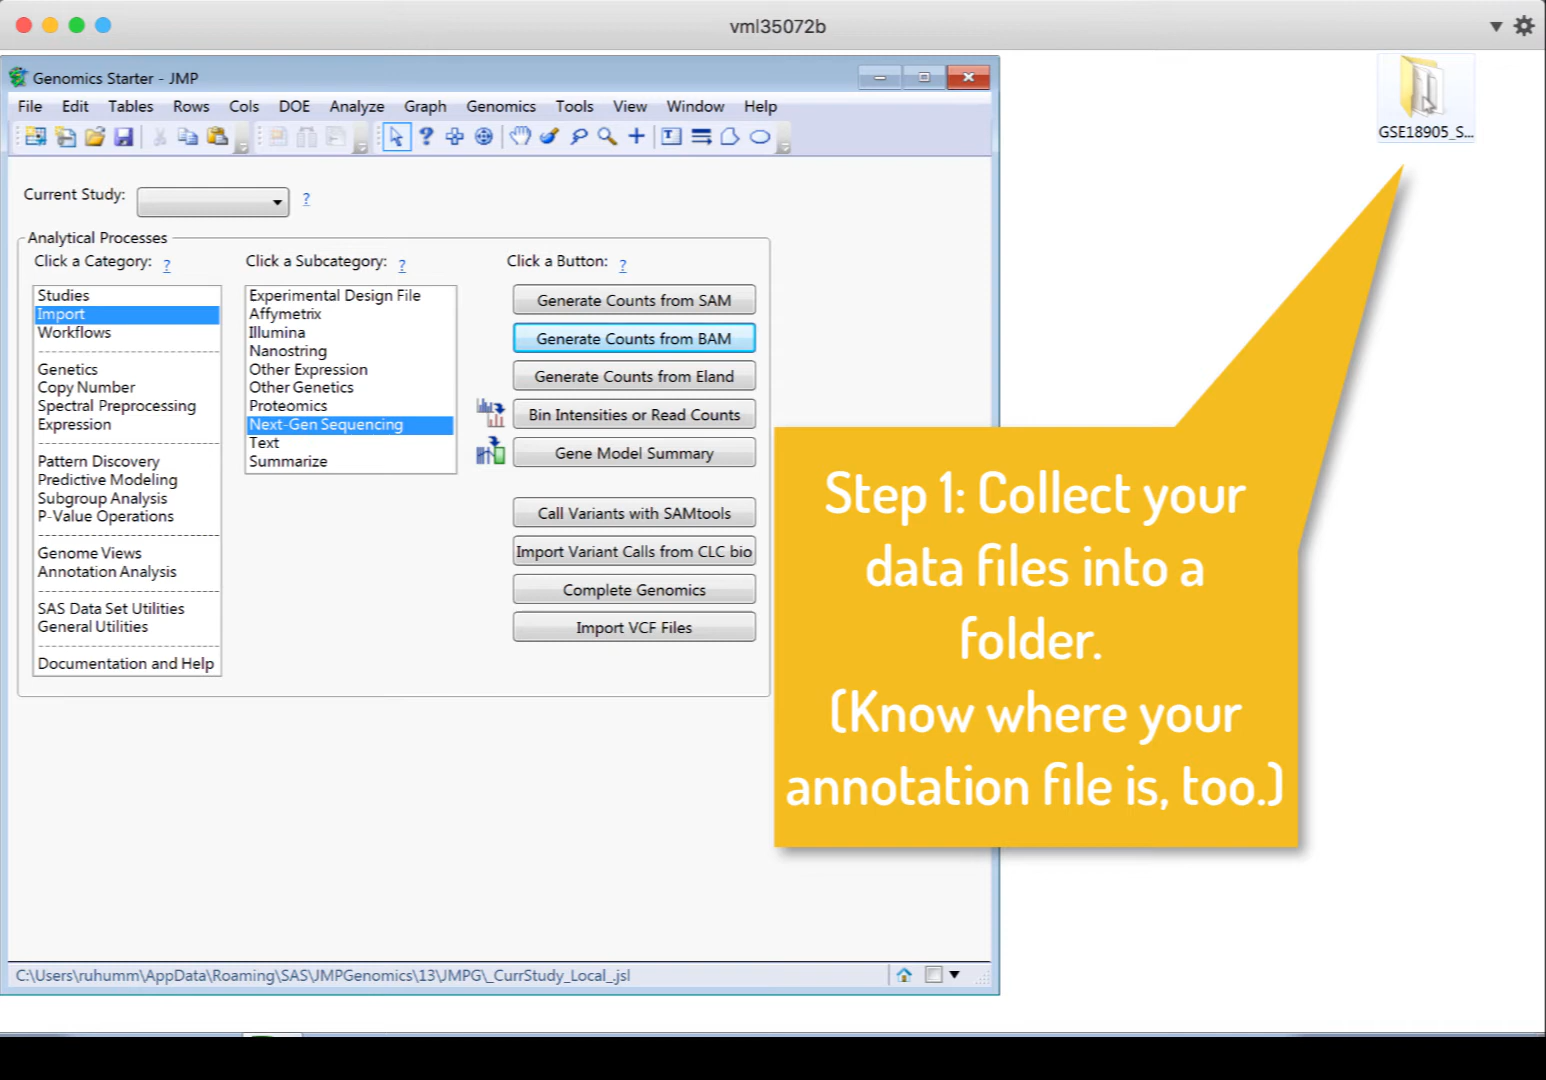 vml35072b
Genomics Starter - JMP
File Edit Tables Rows Cols DOE Analyze Graph Genomics Tools View Window Help
GSE18905_S...
Current Study:
?
Analytical Processes
Click a Category: ?
Studies
Import
Workflows
Genetics
Copy Number
Spectral Preprocessing
Expression
Pattern Discovery
Predictive Modeling
Subgroup Analysis
P-Value Operations
Genome Views
Annotation Analysis
SAS Data Set Utilities
General Utilities
Documentation and Help
Click a Subcategory: ?
Experimental Design File
Affymetrix
Illumina
Nanostring
Other Expression
Other Genetics
Proteomics
Next-Gen Sequencing
Text
Summarize
Click a Button: ?
Generate Counts from SAM
Generate Counts from BAM
Generate Counts from Eland
Bin Intensities or Read Counts
Gene Model Summary
Call Variants with SAMtools
Import Variant Calls from CLC bio
Complete Genomics
Import VCF Files
Step 1: Collect your
data files into a
folder.
(Know where your
annotation file is, too.)
C:\Users\ruhumm\AppData\Roaming\SAS\JMPGenomics\13\JMPG\_CurrStudy_Local_.jsl